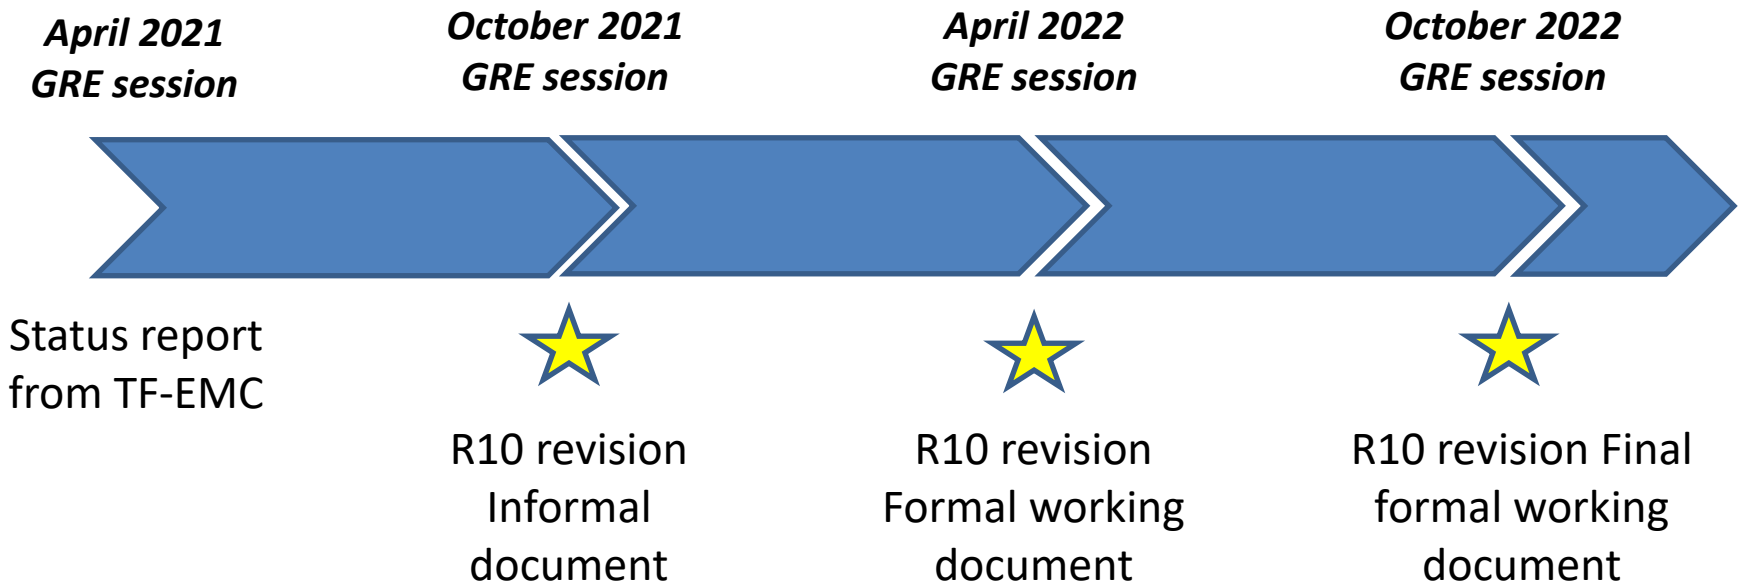 April 2021
GRE session
October 2021
GRE session
April 2022
GRE session
October 2022
GRE session
Status report
from TF-EMC
R10 revision
Informal
document
R10 revision
Formal working
document
R10 revision Final
formal working
document